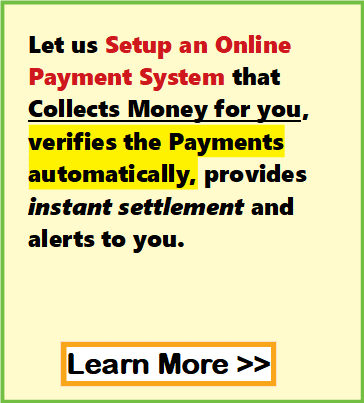 Let us Setup an Online
Payment System that
Collects Money for you,
verifies the Payments
automatically, provides
instant settlement and
alerts to you.
Learn More >>